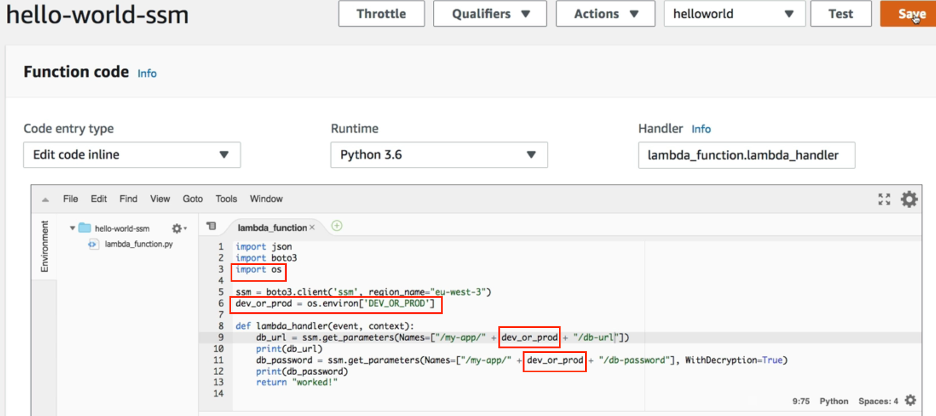 hello-world-ssm
Throttle Qualifiers Actions helloworld Test Save
Function code Info
Code entry type Runtime Handler Info
Edit code inline Python 3.6 lambda_function.lambda_handler
File Edit Find View Goto Tools Window
Environment
hello-world-ssm
lambda_function.py
lambda_function
1 import json
2 import boto3
3 import os
4
5 ssm = boto3.client('ssm', region_name="eu-west-3")
6 dev_or_prod = os.environ['DEV_OR_PROD']
7
8 def lambda_handler(event, context):
9 db_url = ssm.get_parameters(Names=["/my-app/" + dev_or_prod + "/db-url"])
10 print(db_url)
11 db_password = ssm.get_parameters(Names=["/my-app/" + dev_or_prod + "/db-password"], WithDecryption=True)
12 print(db_password)
13 return "worked!"
14
9:75 Python Spaces: 4